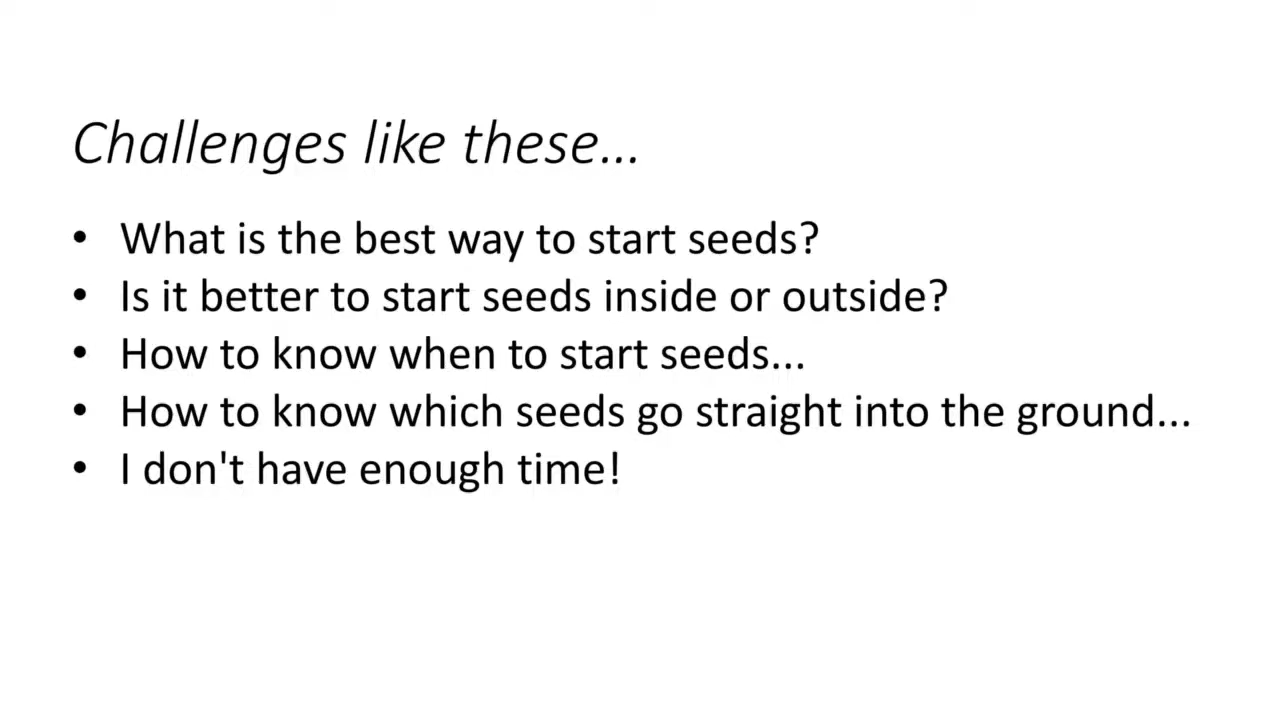 Challenges like these...
• What is the best way to start seeds?
• Is it better to start seeds inside or outside?
• How to know when to start seeds...
• How to know which seeds go straight into the ground...
• I don't have enough time!